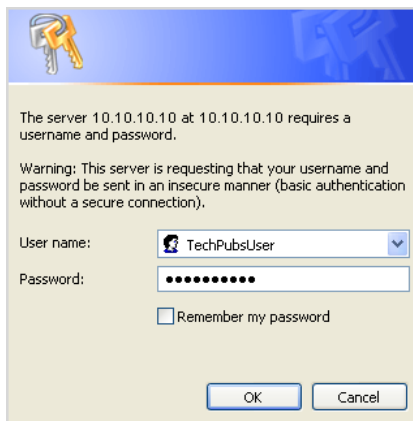 The server 10.10.10.10 at 10.10.10.10 requires a
username and password.
Warning: This server is requesting that your username and
password be sent in an insecure manner (basic authentication
without a secure connection).
User name:
TechPubsUser
Password:
●●●●●●●●●●
Remember my password
OK
Cancel